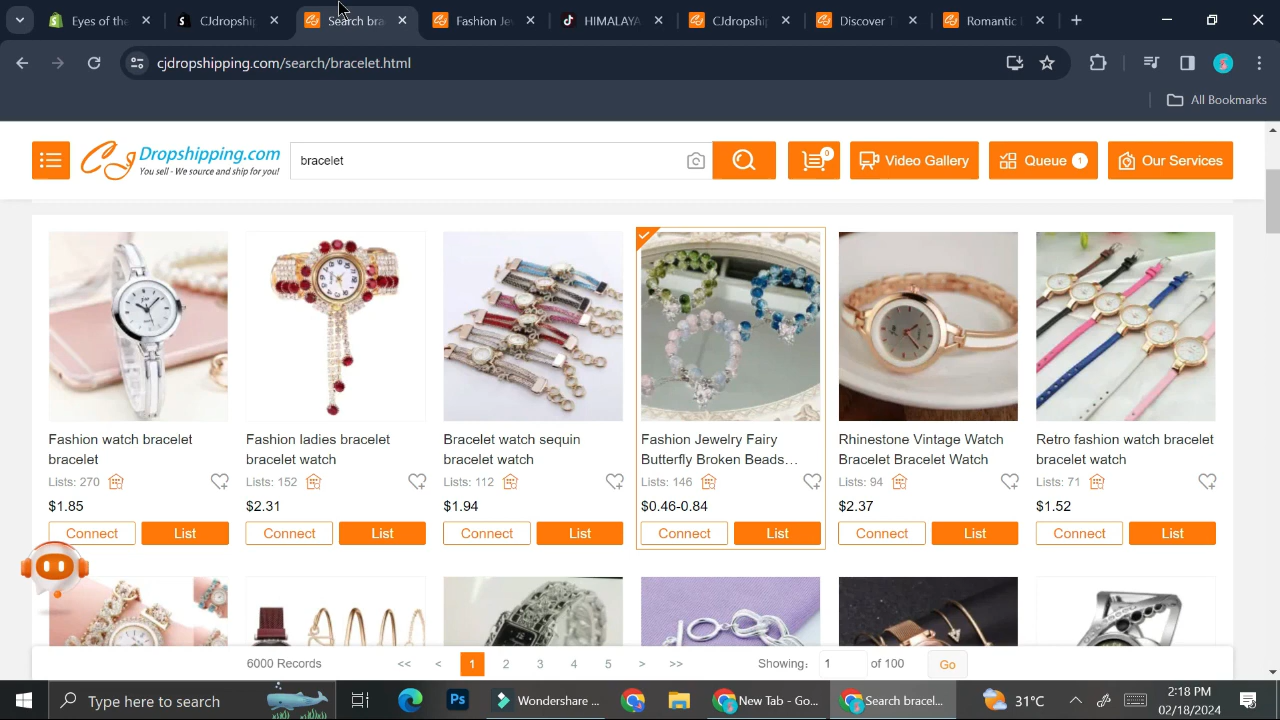 Eyes of the
CJdropship
Search bra
Fashion Je
HIMALAYA
CJdropship
Discover T
Romantic
cjdropshipping.com/search/bracelet.html
All Bookmarks
CJ Dropshipping.com
You sell - We source and ship for you!
bracelet
0
Video Gallery
Queue 1
Our Services
Fashion watch bracelet
bracelet
Lists: 270
$1.85
Connect
List
Fashion ladies bracelet
bracelet watch
Lists: 152
$2.31
Connect
List
Bracelet watch sequin
bracelet watch
Lists: 112
$1.94
Connect
List
Fashion Jewelry Fairy
Butterfly Broken Beads...
Lists: 146
$0.46-0.84
Connect
List
Rhinestone Vintage Watch
Bracelet Bracelet Watch
Lists: 94
$2.37
Connect
List
Retro fashion watch bracelet
bracelet watch
Lists: 71
$1.52
Connect
List
6000 Records
<< < 1 2 3 4 5 > >>
Showing: 1 of 100
Go
Type here to search
Ps
Wondershare ...
New Tab - Go...
Search bracel...
31°C
2:18 PM
02/18/2024